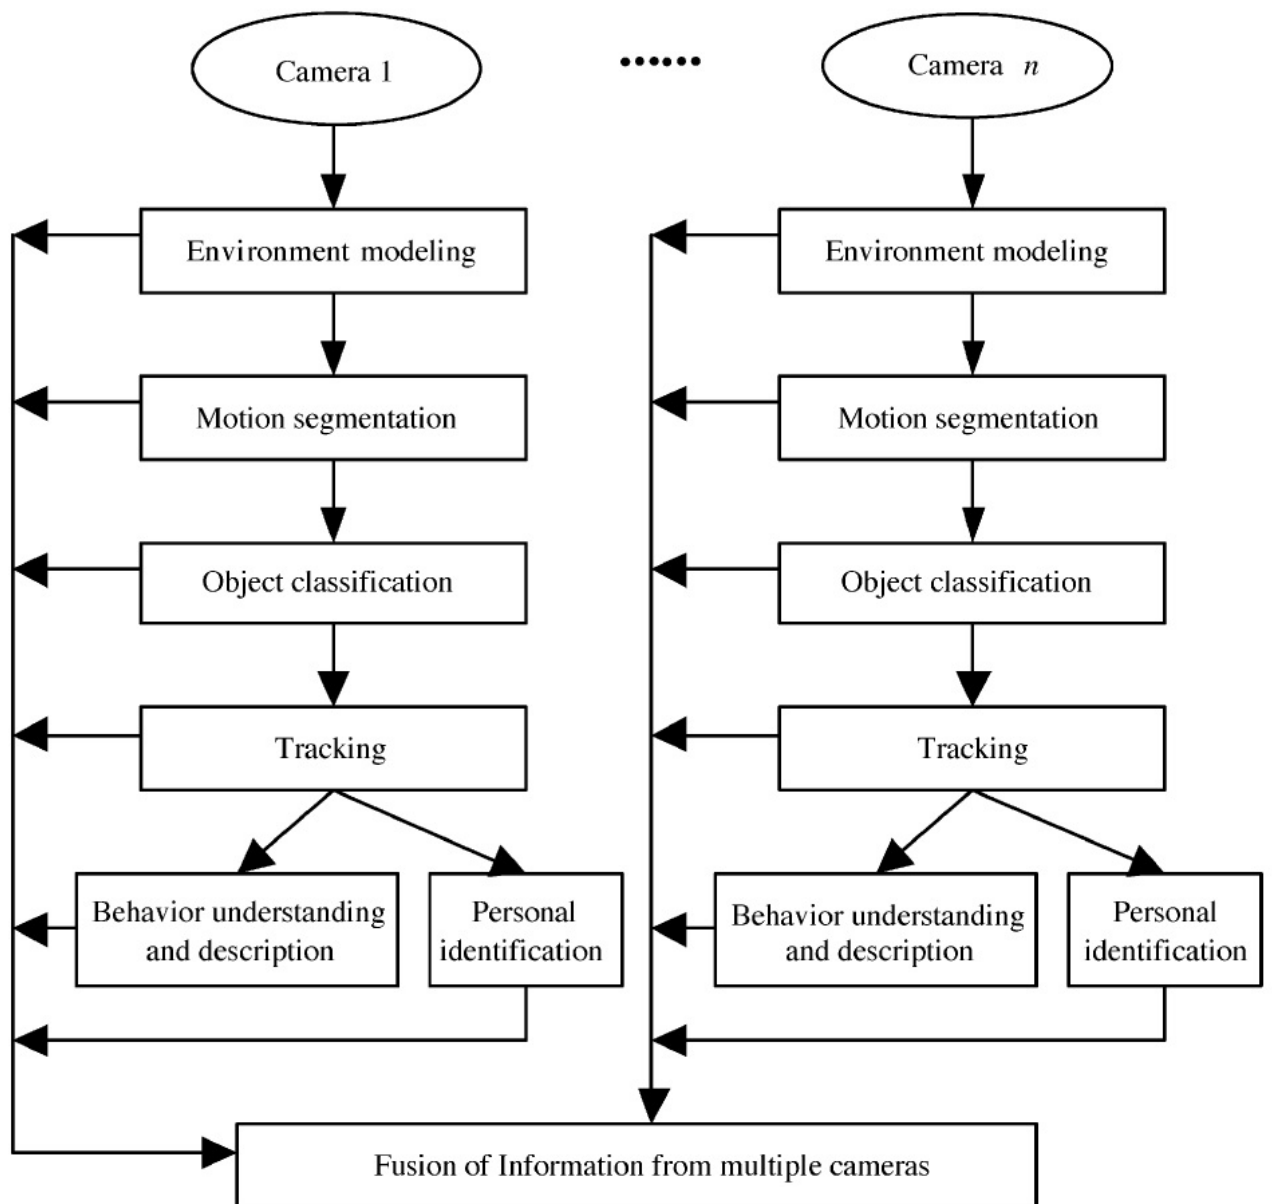 Camera 1
......
Camera n
Environment modeling
Environment modeling
Motion segmentation
Motion segmentation
Object classification
Object classification
Tracking
Tracking
Behavior understanding
and description
Personal
identification
Behavior understanding
and description
Personal
identification
Fusion of Information from multiple cameras